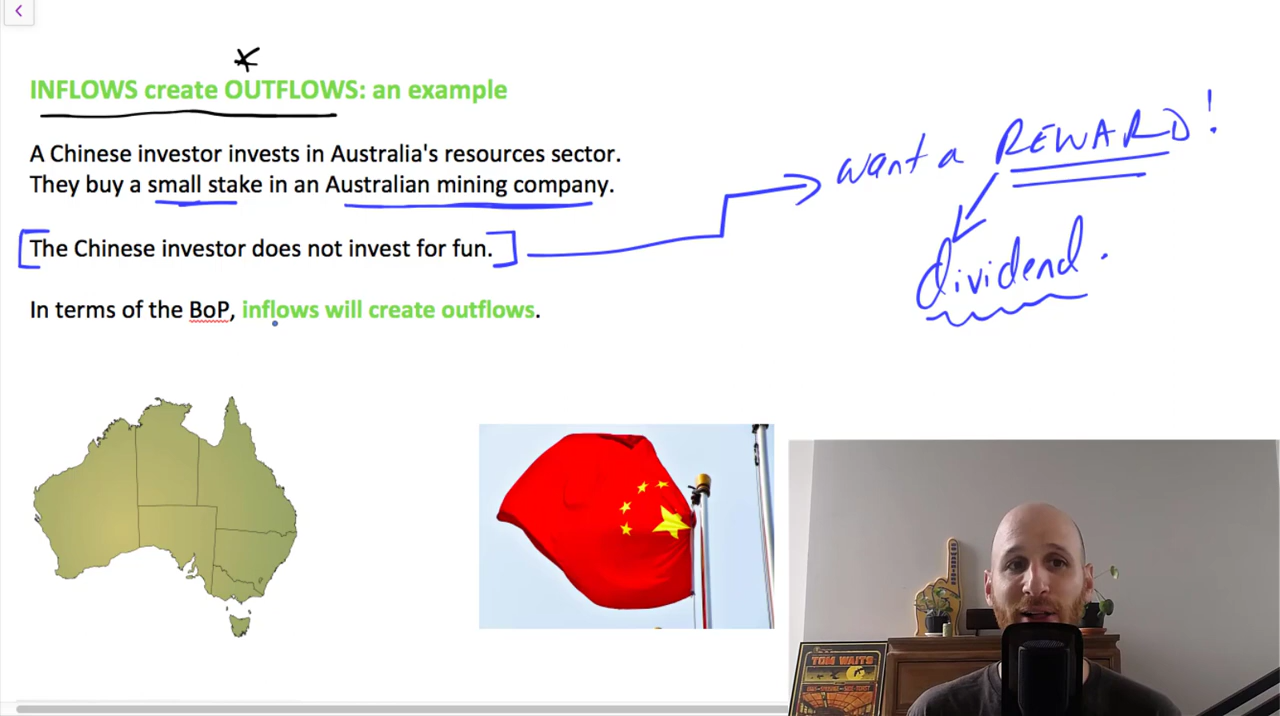 INFLOWS create OUTFLOWS: an example
A Chinese investor invests in Australia's resources sector.
They buy a small stake in an Australian mining company.
The Chinese investor does not invest for fun.
In terms of the BoP, inflows will create outflows.
want a REWARD!
dividend.
TOM WAITS